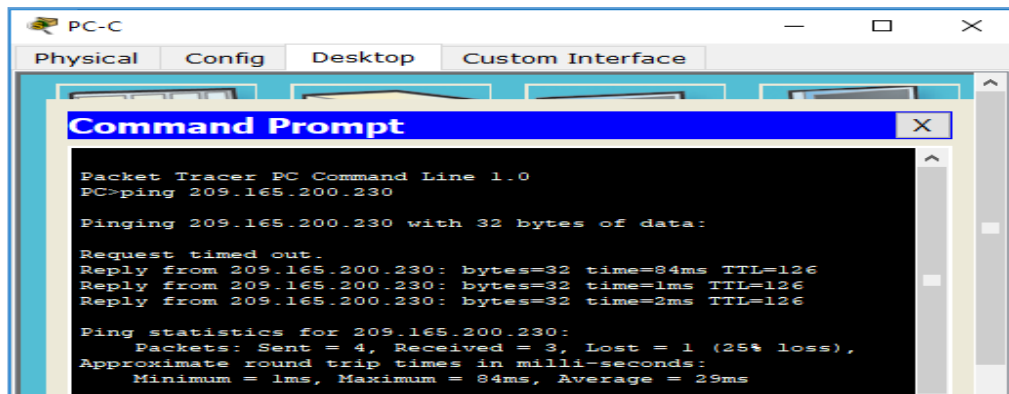 PC-C
Physical Config Desktop Custom Interface
Command Prompt
X
Packet Tracer PC Command Line 1.0
PC>ping 209.165.200.230
Pinging 209.165.200.230 with 32 bytes of data:
Request timed out.
Reply from 209.165.200.230: bytes=32 time=84ms TTL=126
Reply from 209.165.200.230: bytes=32 time=1ms TTL=126
Reply from 209.165.200.230: bytes=32 time=2ms TTL=126
Ping statistics for 209.165.200.230:
Packets: Sent = 4, Received = 3, Lost = 1 (25% loss),
Approximate round trip times in milli-seconds:
Minimum = 1ms, Maximum = 84ms, Average = 29ms